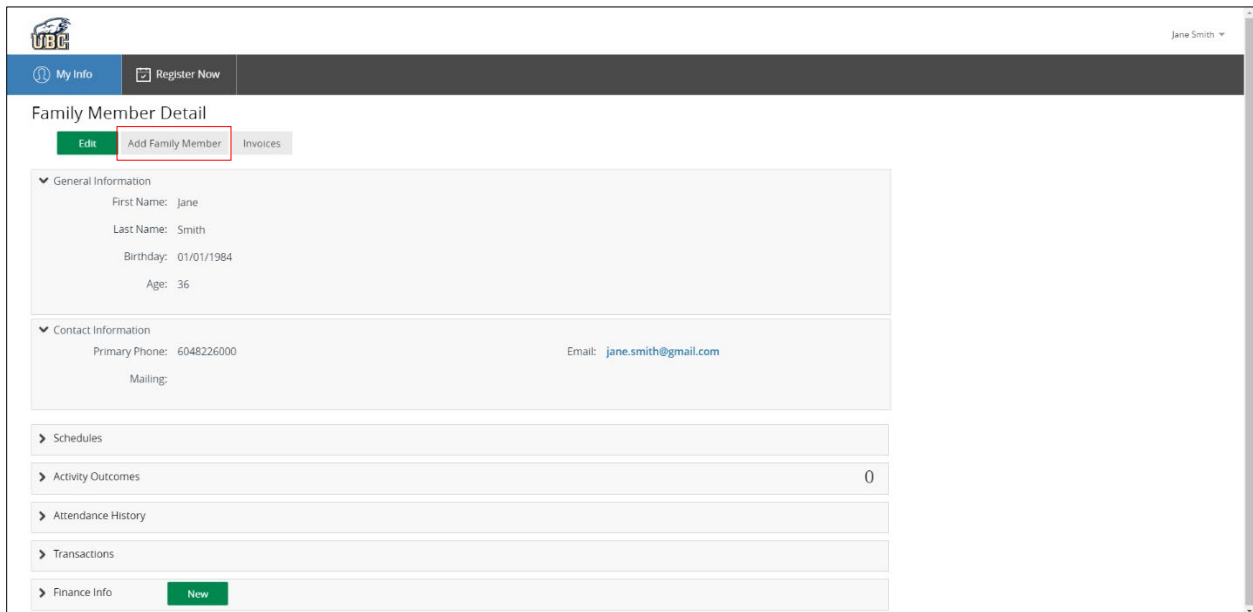 UBC
Jane Smith
My Info Register Now
Family Member Detail
Edit Add Family Member Invoices
General Information
First Name: Jane
Last Name: Smith
Birthday: 01/01/1984
Age: 36
Contact Information
Primary Phone: 6048226000 Email: jane.smith@gmail.com
Mailing:
Schedules
Activity Outcomes 0
Attendance History
Transactions
Finance Info New